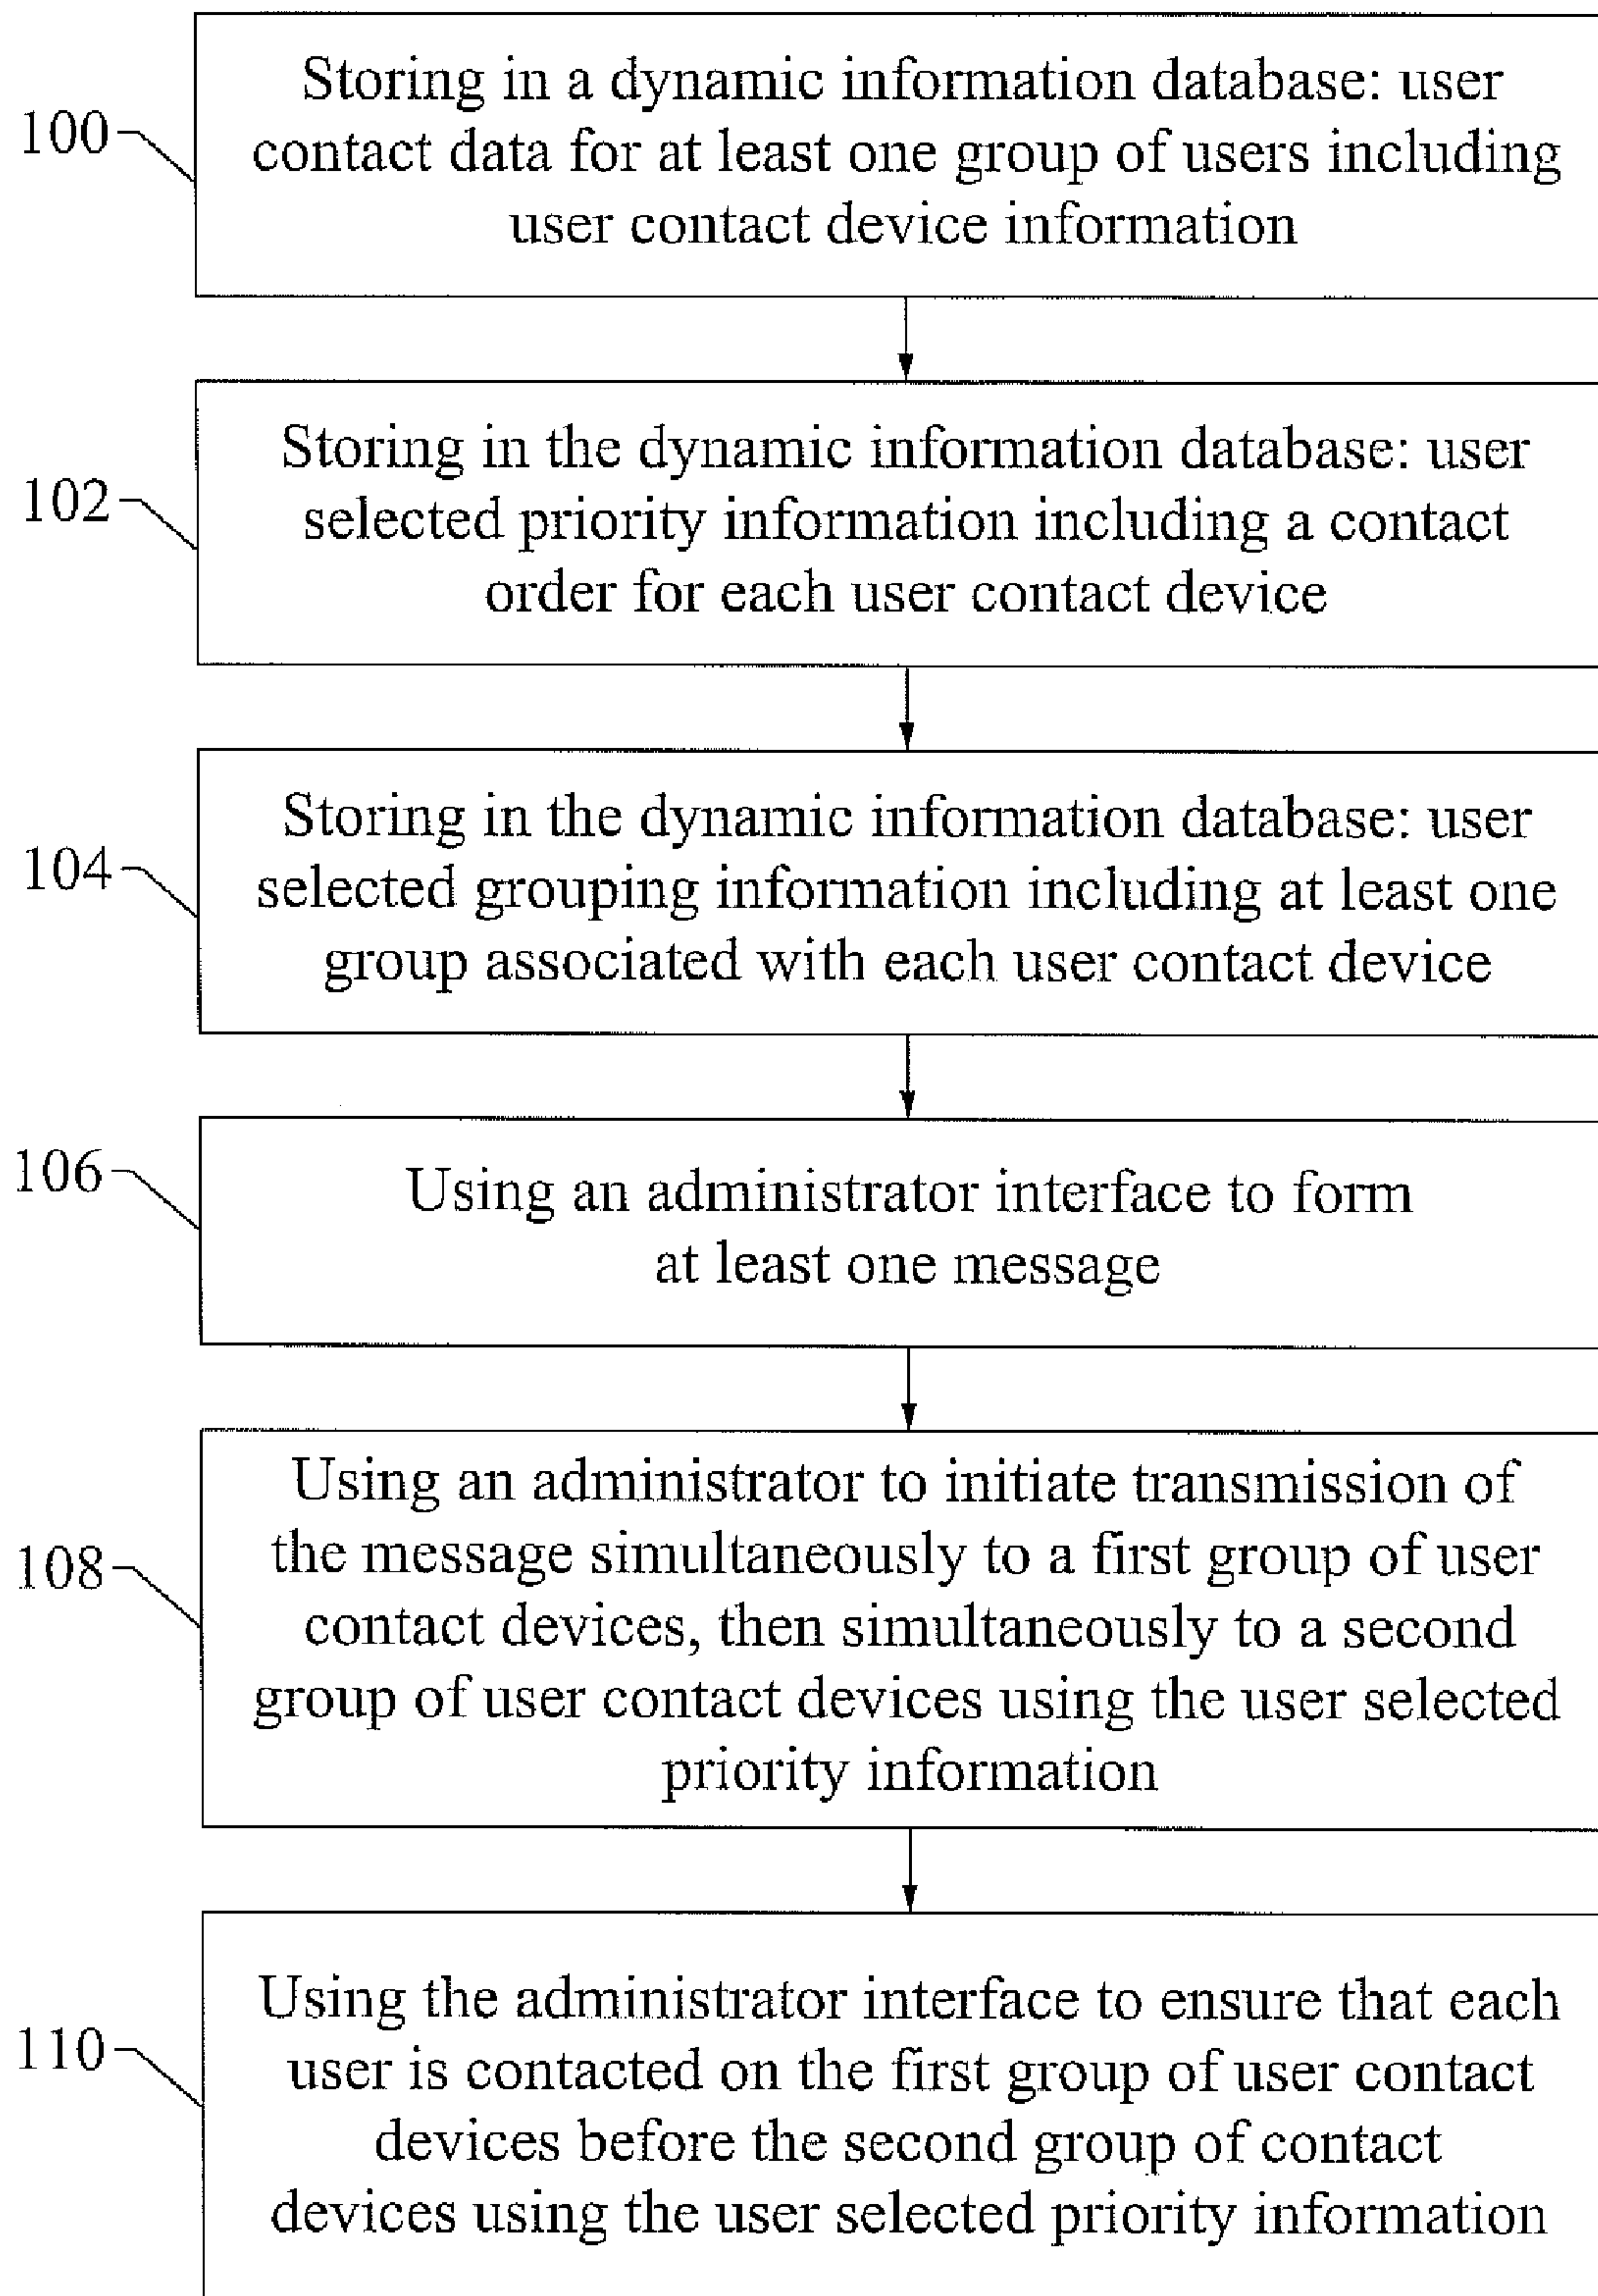 Storing in a dynamic information database: user
100
contact data for at least one group of users including
user contact device information
Storing in the dynamic information database: user
102
selected priority information including a contact
order for each user contact device
Storing in the dynamic information database: user
104
selected grouping information including at least one
group associated with each user contact device
106
Using an administrator interface to form
at least one message
Using an administrator to initiate transmission of
the message simultaneously to a first group of user
108
contact devices, then simultaneously to a second
group of user contact devices using the user selected
priority information
Using the administrator interface to ensure that each
110
user is contacted on the first group of user contact
devices before the second group of contact
devices using the user selected priority information